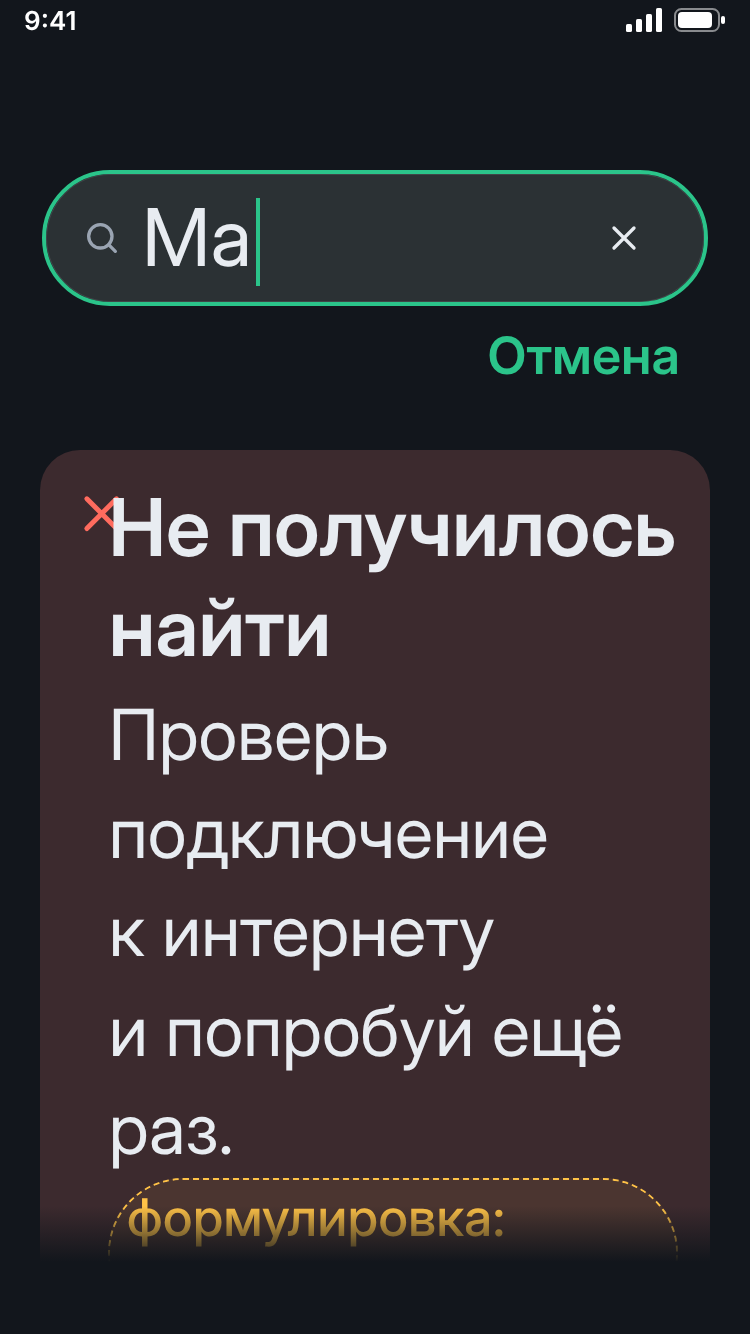 9:41
Ма
Отмена
Не получилось
найти
Проверь
подключение
к интернету
и попробуй ещё
раз.
формулировка: